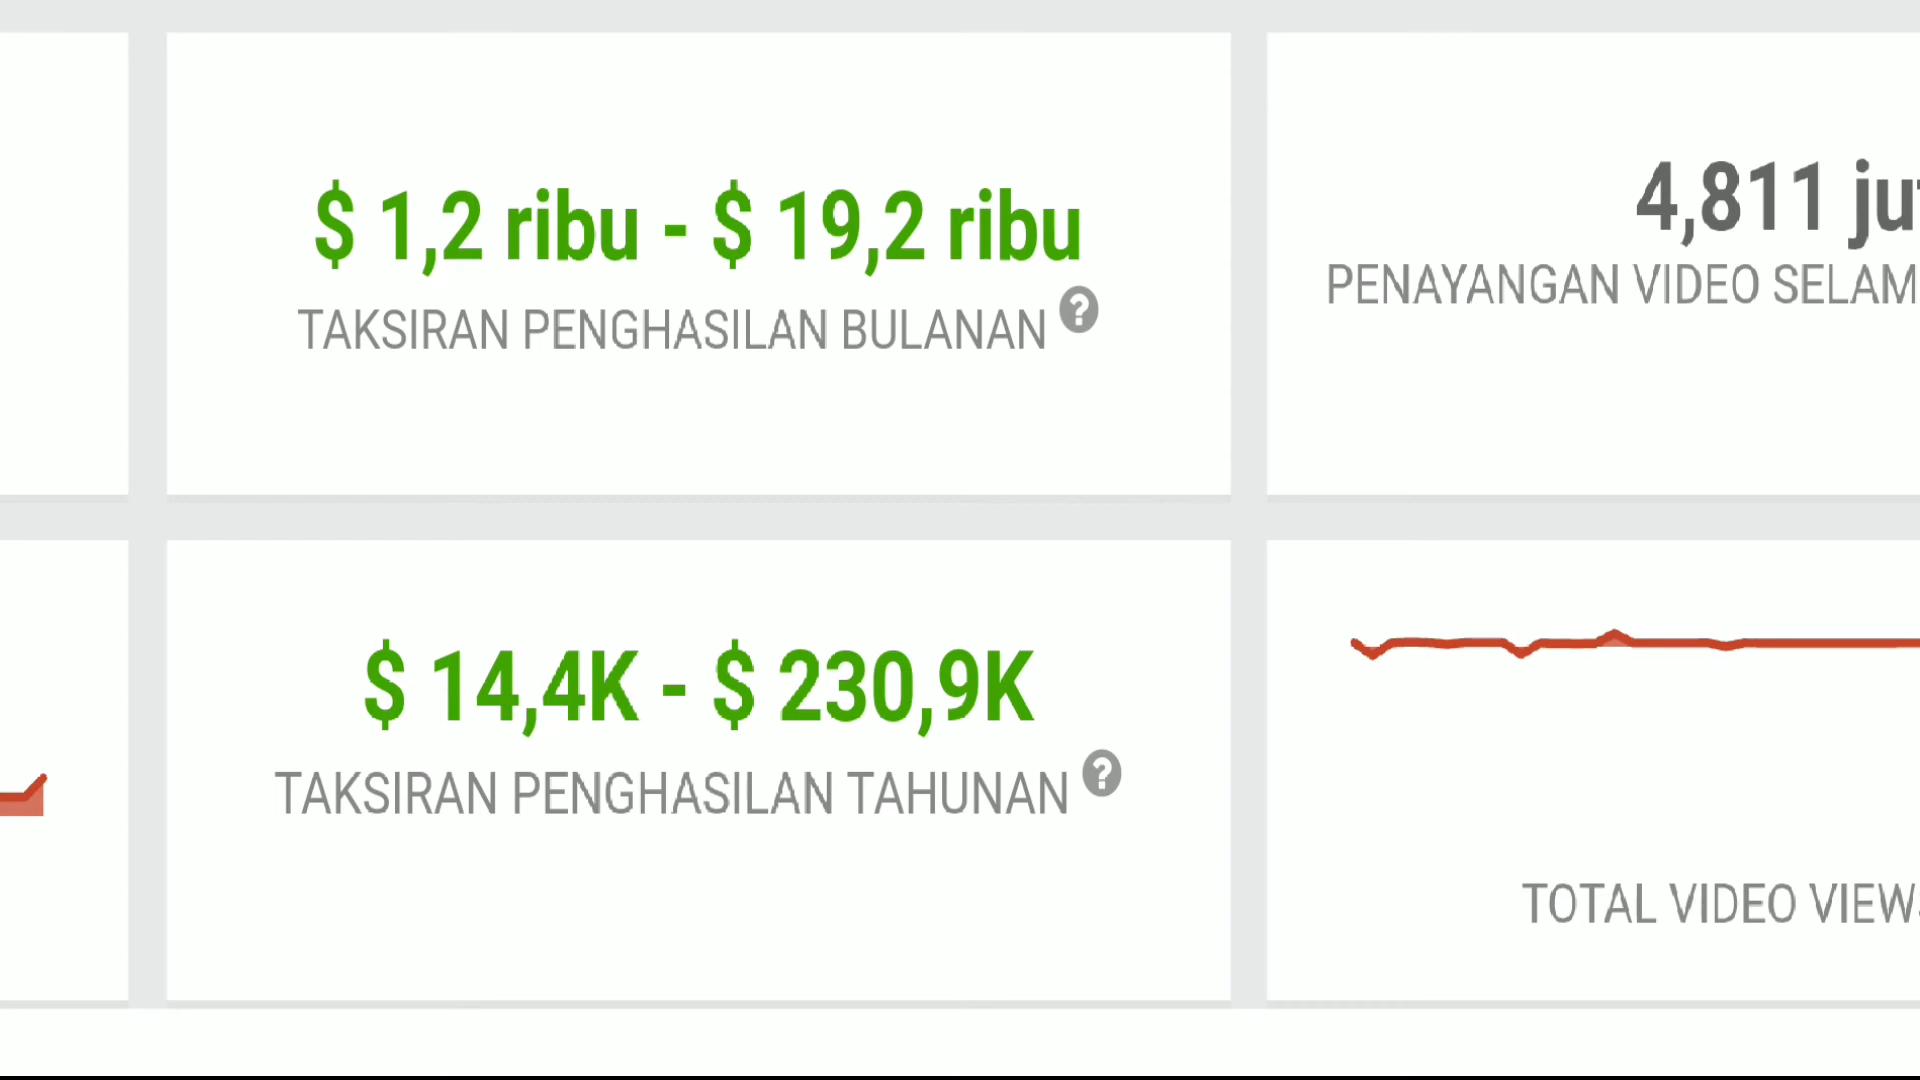 $ 1,2 ribu - $ 19,2 ribu
TAKSIRAN PENGHASILAN BULANAN ?
4,811
PENAYANGAN VIDEO
$ 14,4K - $ 230,9K
TAKSIRAN PENGHASILAN TAHUNAN ?
TOTAL VIDEO